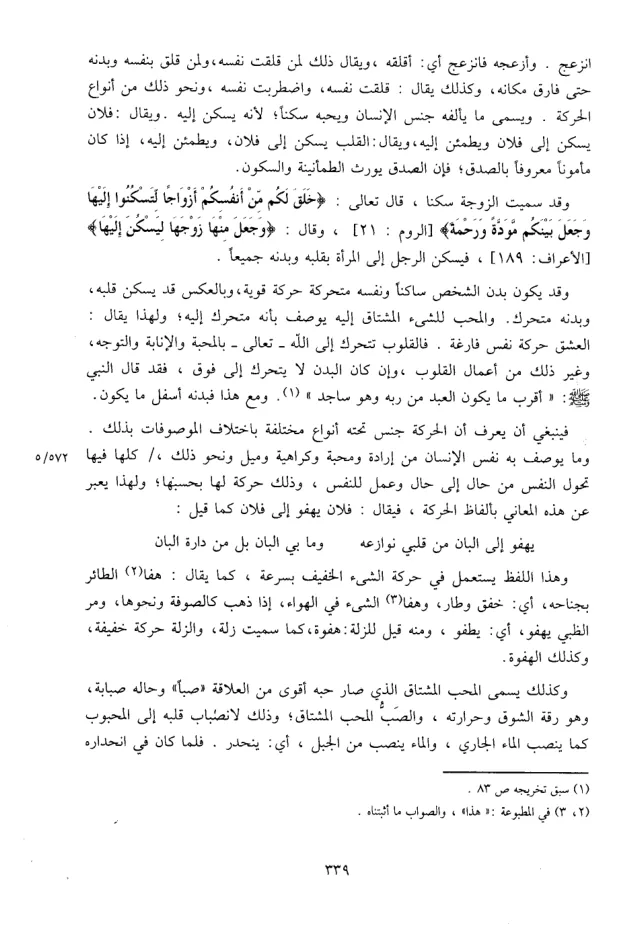 انزعج . وأزعجه فانزعج أي: أقلقه ،ويقال ذلك لمن قلقت نفسه،ولمن قلق بنفسه وبدنه
حتى فارق مكانه، وكذلك يقال : قلقت نفسه، واضطربت نفسه ،ونحو ذلك من أنواع
الحركة . ويسمى ما يألفه جنس الإنسان ويحبه سكناً؛ لأنه يسكن إليه .ويقال :فلان
يسكن إلى فلان ويطمئن إليه،ويقال:القلب يسكن إلى فلان، ويطمئن إليه، إذا كان
مأموناً معروفاً بالصدق؛ فإن الصدق يورث الطمأنينة والسكون.
وقد سميت الزوجة سكنا ، قال تعالى : ﴿خَلَقَ لَكُم مِّنْ أَنفُسِكُمْ أَزْوَاجًا لِّتَسْكُنُوا إِلَيْهَا
وَجَعَلَ بَيْنَكُم مَّوَدَّةً وَرَحْمَةً﴾ [الروم : ٢١] ، وقال : ﴿وَجَعَلَ مِنْهَا زَوْجَهَا لِيَسْكُنَ إِلَيْهَا﴾
[الأعراف: ١٨٩] ، فيسكن الرجل إلى المرأة بقلبه وبدنه جميعاً .
وقد يكون بدن الشخص ساكناً ونفسه متحركة حركة قوية،وبالعكس قد يسكن قلبه،
وبدنه متحرك. والمحب للشىء المشتاق إليه يوصف بأنه متحرك إليه؛ ولهذا يقال :
العشق حركة نفس فارغة . فالقلوب تتحرك إلى الله ـ تعالى ـ بالمحبة والإنابة والتوجه،
وغير ذلك من أعمال القلوب ،وإن كان البدن لا يتحرك إلى فوق ، فقد قال النبي
ﷺ: « أقرب ما يكون العبد من ربه وهو ساجد » (١). ومع هذا فبدنه أسفل ما يكون.
فينبغي أن يعرف أن الحركة جنس تحته أنواع مختلفة باختلاف الموصوفات بذلك .
وما يوصف به نفس الإنسان من إرادة ومحبة وكراهية وميل ونحو ذلك ،/ كلها فيها ٥/٥٧٢
تحول النفس من حال إلى حال وعمل للنفس ، وذلك حركة لها بحسبها؛ ولهذا يعبر
عن هذه المعاني بألفاظ الحركة ، فيقال : فلان يهفو إلى فلان كما قيل :
يهفو إلى البان من قلبي نوازعه وما بي البان بل من دارة البان
وهذا اللفظ يستعمل في حركة الشىء الخفيف بسرعة ، كما يقال : هفا(٢) الطائر
بجناحه، أي: خفق وطار، وهفا(٣) الشىء في الهواء، إذا ذهب كالصوفة ونحوها، ومر
الظبي يهفو، أي: يطفو ، ومنه قيل للزلة:هفوة،كما سميت زلة، والزلة حركة خفيفة،
وكذلك الهفوة.
وكذلك يسمى المحب المشتاق الذي صار حبه أقوى من العلاقة «صباً» وحاله صبابة،
وهو رقة الشوق وحرارته ، والصَبُّ المحب المشتاق؛ وذلك لانصباب قلبه إلى المحبوب
كما ينصب الماء الجاري ، والماء ينصب من الجبل ، أي: ينحدر . فلما كان في انحداره
(١) سبق تخريجه ص ٨٣ .
(٢، ٣) في المطبوعة :« هذا» ، والصواب ما أثبتناه .
٣٣٩